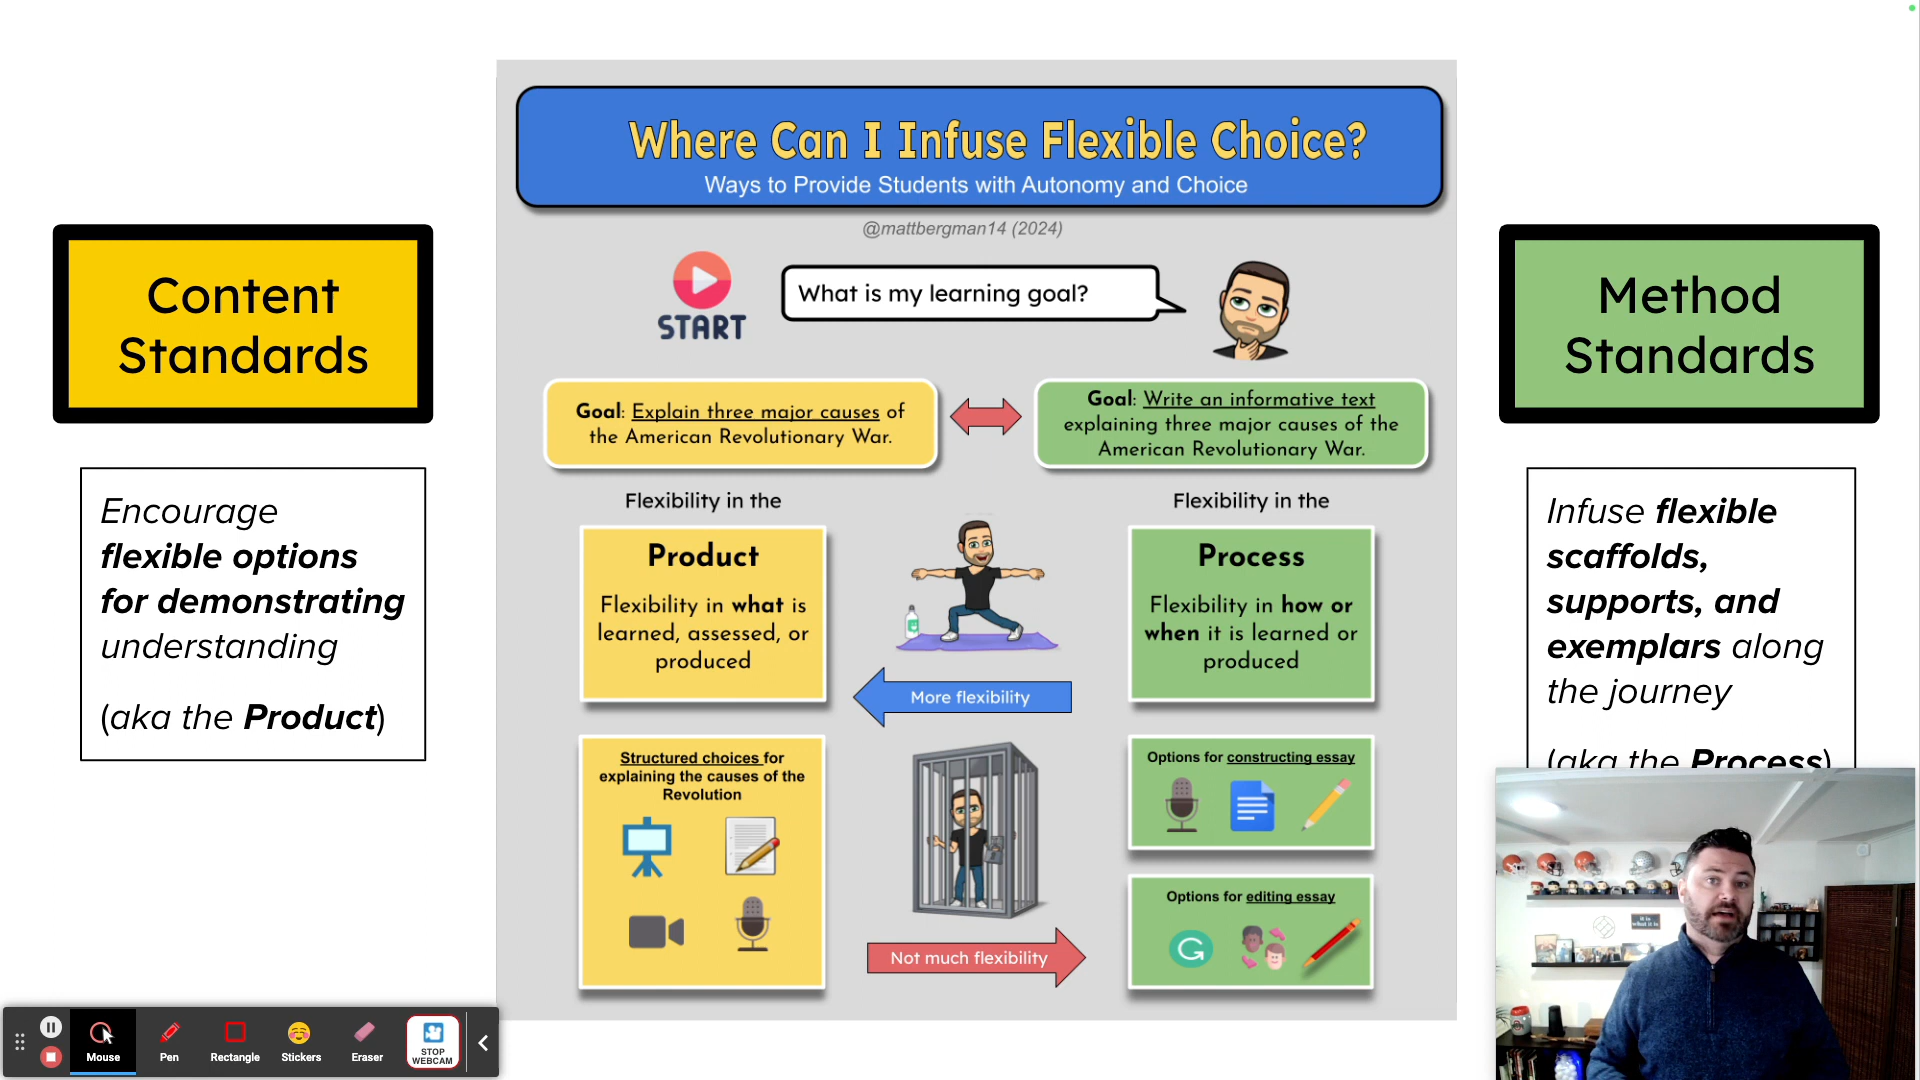 Where Can I Infuse Flexible Choice?
Ways to Provide Students with Autonomy and Choice
@mattbergman14 (2024)
START
What is my learning goal?
Content
Standards
Encourage
flexible options
for demonstrating
understanding
(aka the Product)
Goal: Explain three major causes of
the American Revolutionary War.
Goal: Write an informative text
explaining three major causes of the
American Revolutionary War.
Flexibility in the
Product
Flexibility in what is
learned, assessed, or
produced
Flexibility in the
Process
Flexibility in how or
when it is learned or
produced
More flexibility
Structured choices for
explaining the causes of the
Revolution
Options for constructing essay
Options for editing essay
Not much flexibility
Method
Standards
Infuse flexible
scaffolds,
supports, and
exemplars along
the journey
(aka the Process)
it is
what it is
Mouse
Pen
Rectangle
Stickers
Eraser
STOP
WEBCAM